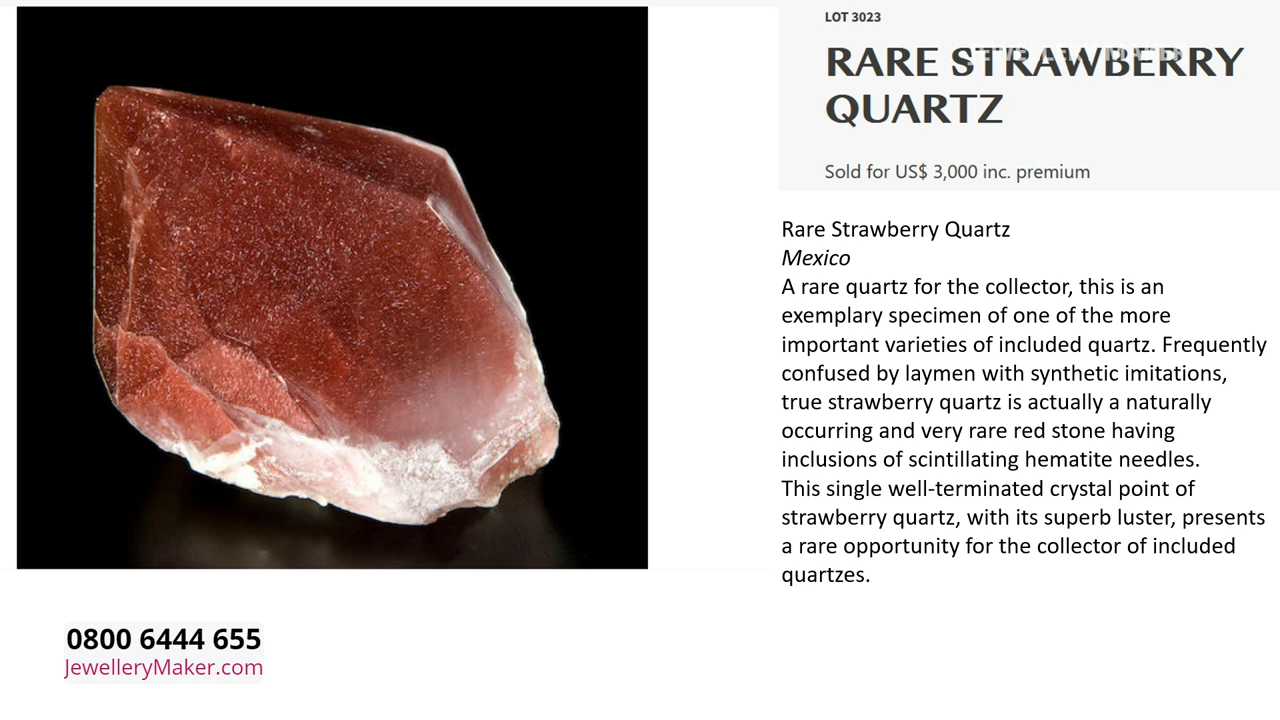 LOT 3023
RARE STRAWBERRY
QUARTZ
Sold for US$ 3,000 inc. premium
Rare Strawberry Quartz
Mexico
A rare quartz for the collector, this is an
exemplary specimen of one of the more
important varieties of included quartz. Frequently
confused by laymen with synthetic imitations,
true strawberry quartz is actually a naturally
occurring and very rare red stone having
inclusions of scintillating hematite needles.
This single well-terminated crystal point of
strawberry quartz, with its superb luster, presents
a rare opportunity for the collector of included
quartzes.
0800 6444 655
JewelleryMaker.com